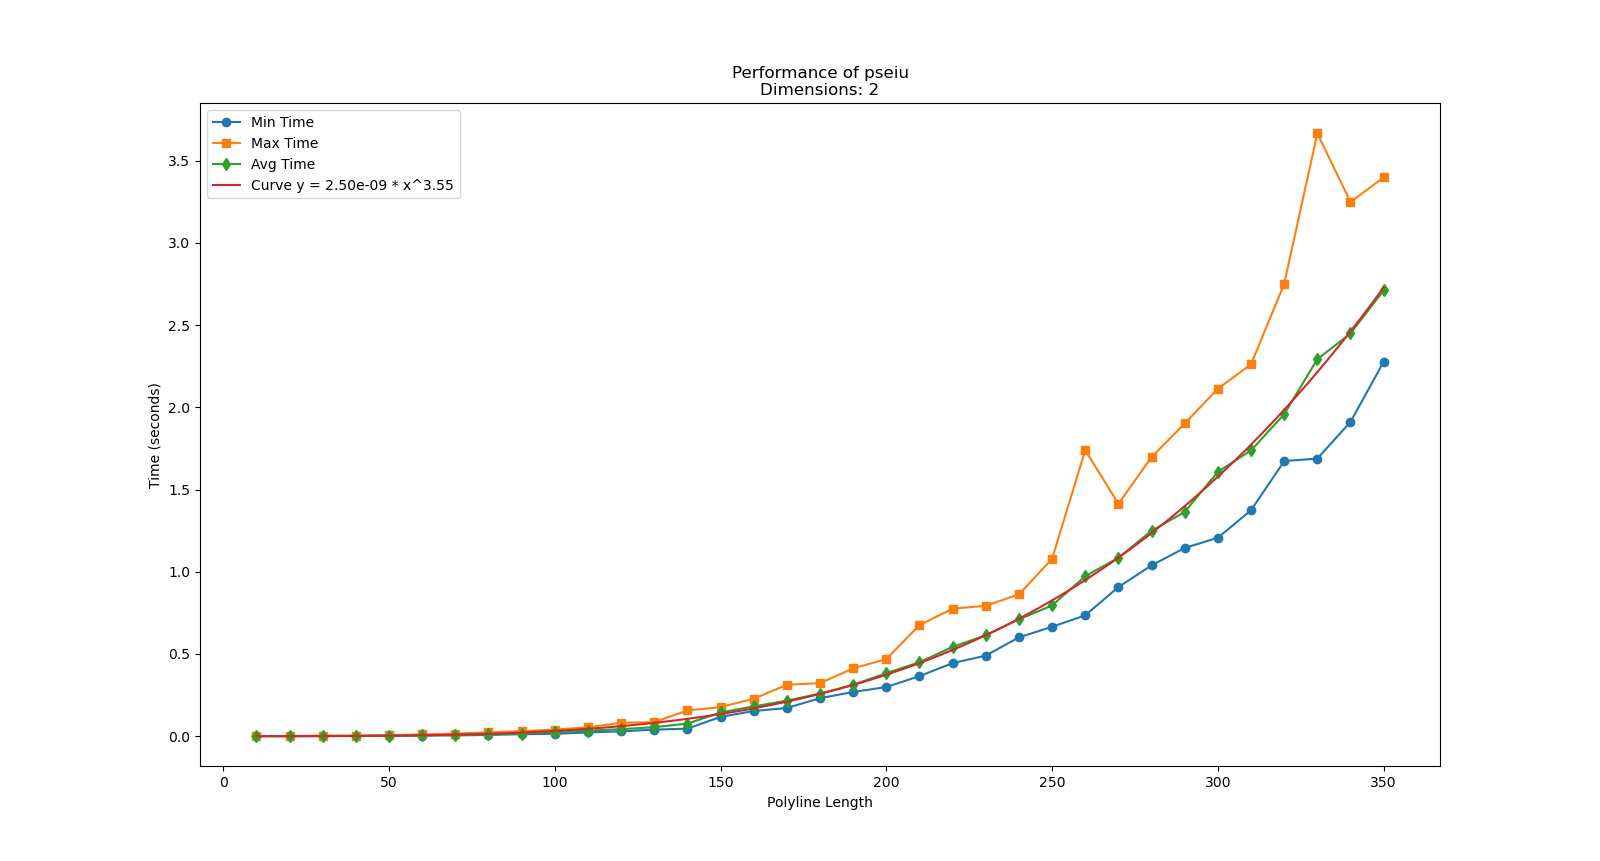 Performance of pseiu
Dimensions: 2
Min Time
Max Time
Avg Time
Curve y = 2.50e-09 * x^3.55
3.5
3.0
2.5
2.0
1.5
1.0
0.5
0.0
Time (seconds)
0 50 100 150 200 250 300 350
Polyline Length